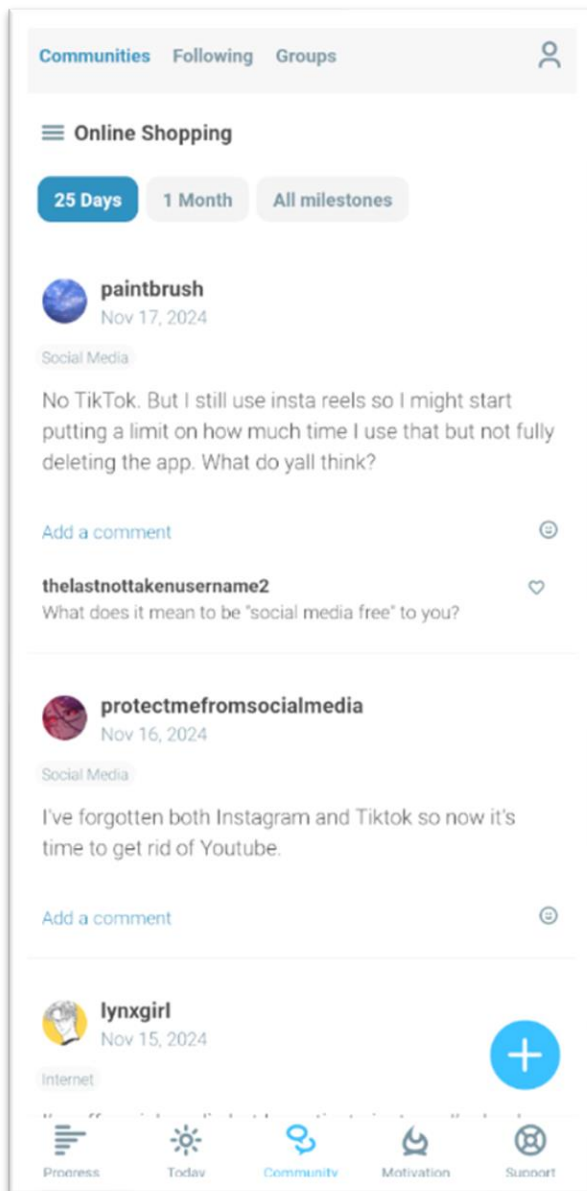 Communities Following Groups
Online Shopping
25 Days 1 Month All milestones
paintbrush
Nov 17, 2024
Social Media
No TikTok. But I still use insta reels so I might start
putting a limit on how much time I use that but not fully
deleting the app. What do yall think?
Add a comment
thelastnottakenusername2
What does it mean to be "social media free" to you?
protectmefromsocialmedia
Nov 16, 2024
Social Media
I've forgotten both Instagram and Tiktok so now it's
time to get rid of Youtube.
Add a comment
lynxgirl
Nov 15, 2024
Internet
Progress Today Community Motivation Support